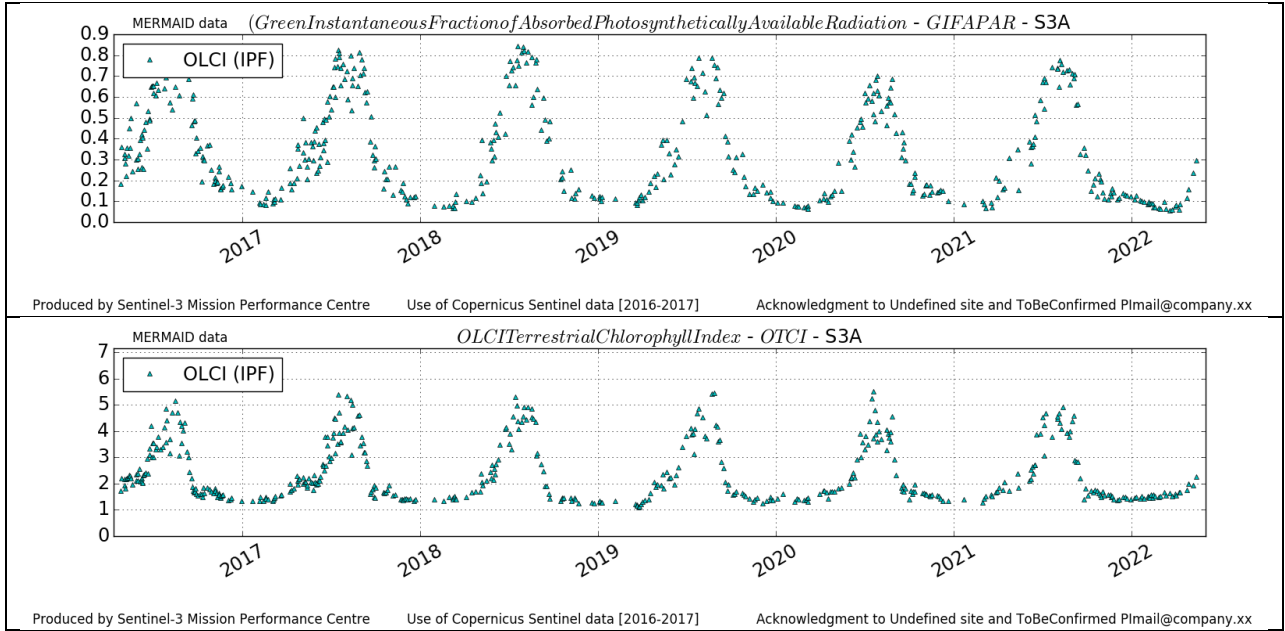 MERMAID data (GreenInstantaneousFractionofAbsorbedPhotosyntheticallyAvailableRadiation - GIFAPAR - S3A
0.9
0.8
0.7
0.6
0.5
0.4
0.3
0.2
0.1
0.0
OLCI (IPF)
2017 2018 2019 2020 2021 2022
Produced by Sentinel-3 Mission Performance Centre Use of Copernicus Sentinel data [2016-2017] Acknowledgment to Undefined site and ToBeConfirmed PImail@company.xx
MERMAID data OLCITerrestrialChlorophyllIndex - OTCI - S3A
7
6
5
4
3
2
1
0
OLCI (IPF)
2017 2018 2019 2020 2021 2022
Produced by Sentinel-3 Mission Performance Centre Use of Copernicus Sentinel data [2016-2017] Acknowledgment to Undefined site and ToBeConfirmed PImail@company.xx